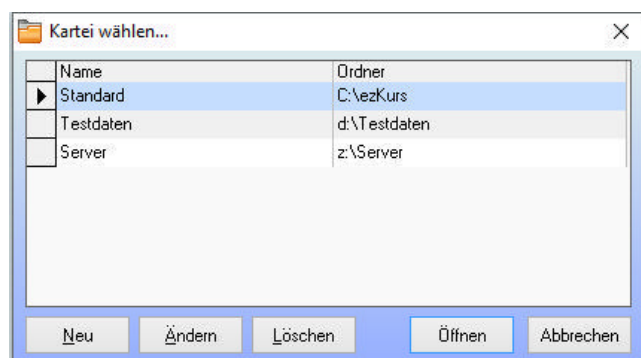 Kartei wählen...
Name Ordner
Standard C:\ezKurs
Testdaten d:\Testdaten
Server z:\Server
Neu Ändern Löschen Öffnen Abbrechen